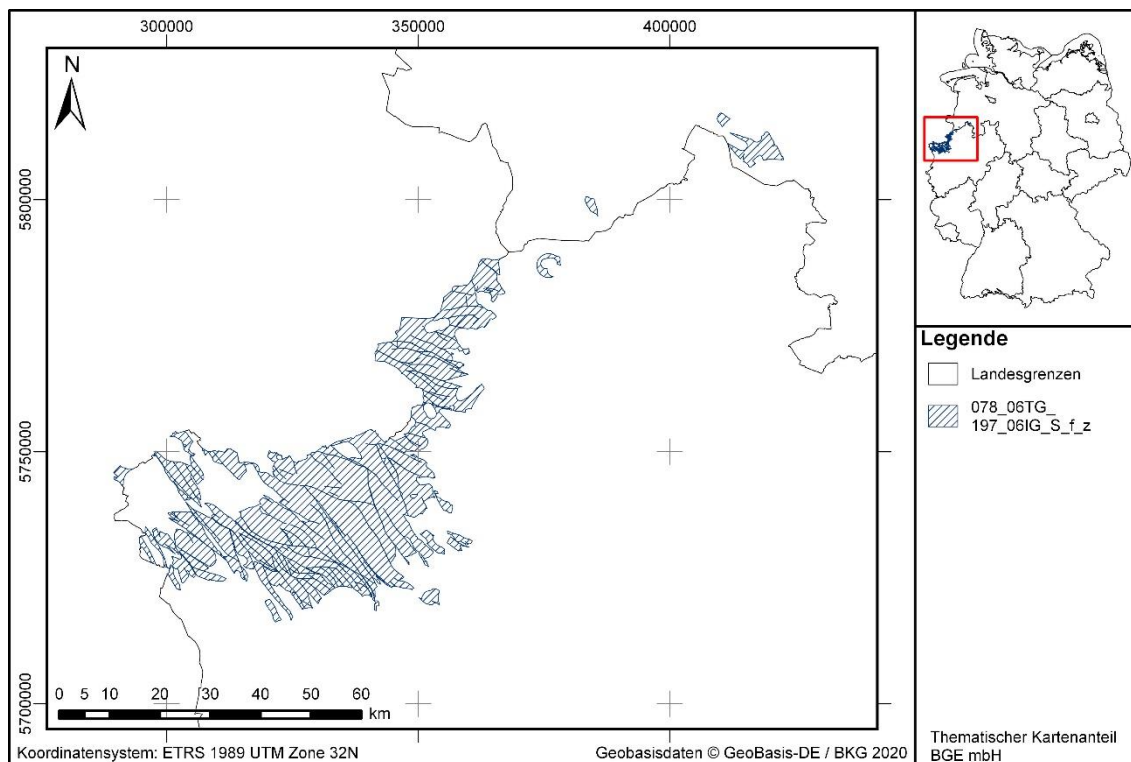 300000 350000 400000
N
5800000
5750000
5700000
0 5 10 20 30 40 50 60
km
Koordinatensystem: ETRS 1989 UTM Zone 32N
Geobasisdaten © GeoBasis-DE / BKG 2020
Legende
Landesgrenzen
078_06TG_
197_06IG_S_f_z
Thematischer Kartenanteil
BGE mbH